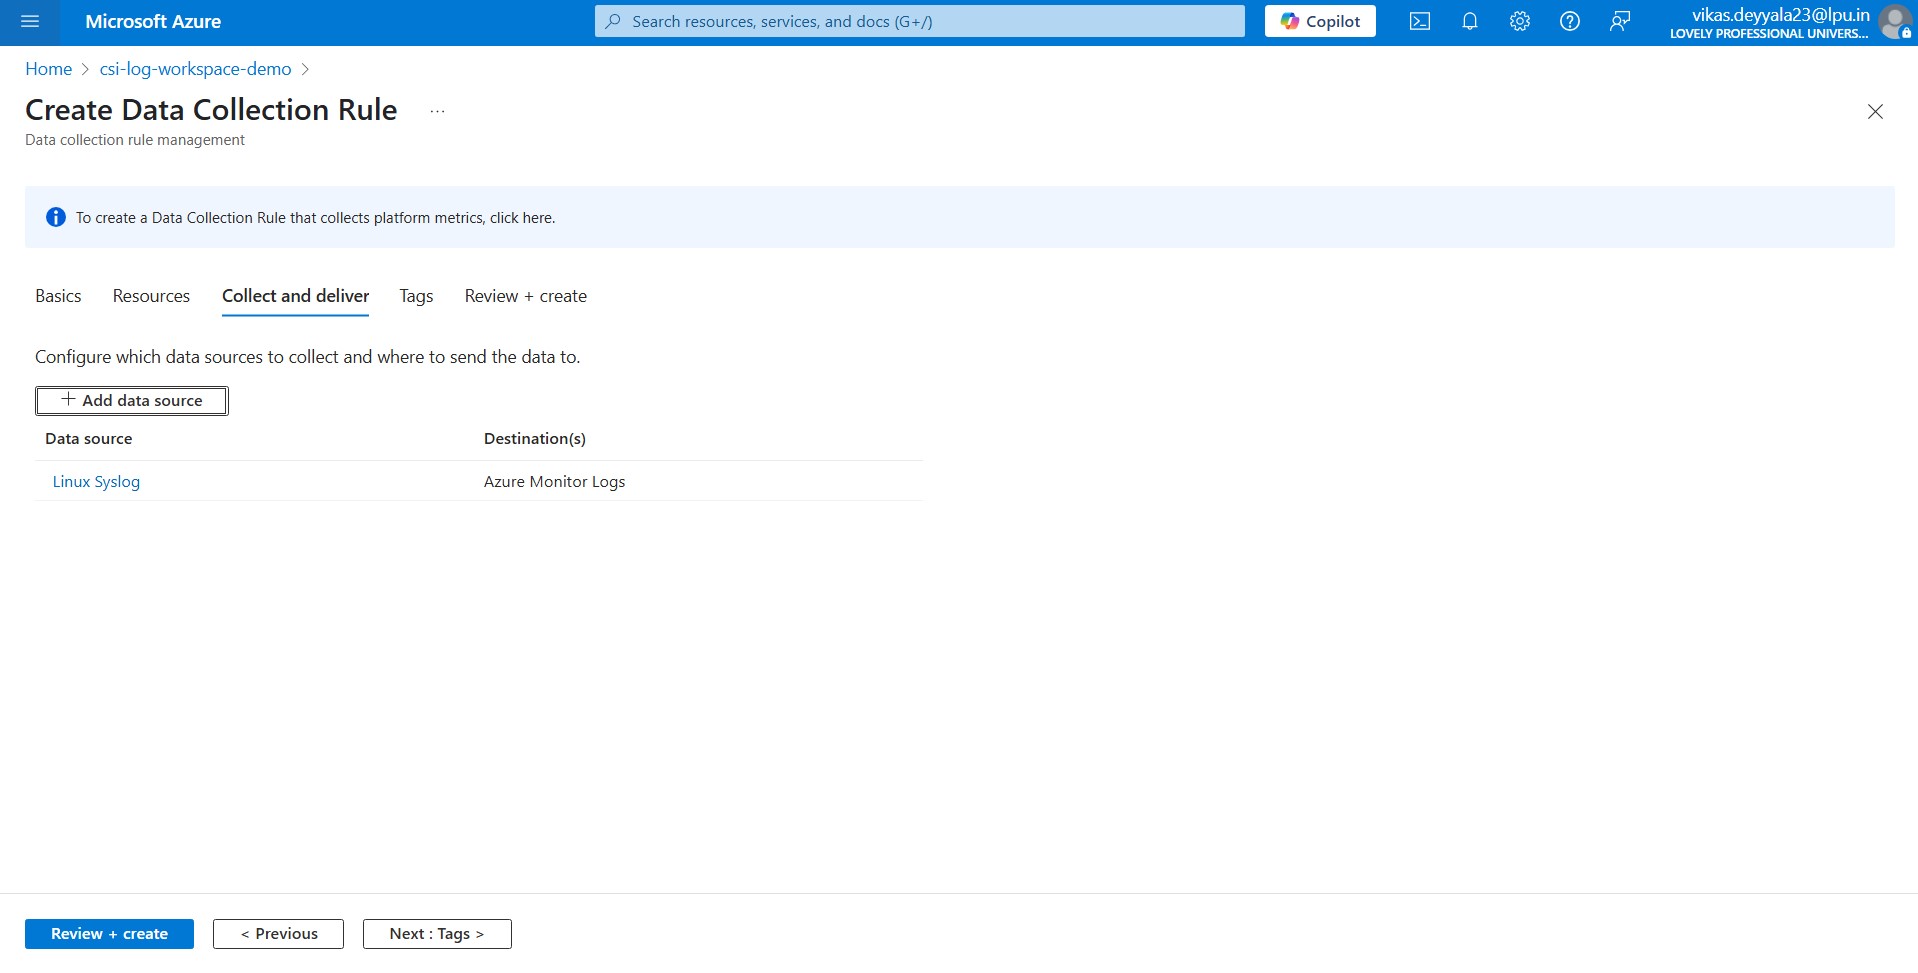 Microsoft Azure
Search resources, services, and docs (G+/)
Copilot
vikas.deyyala23@lpu.in
LOVELY PROFESSIONAL UNIVERS...
Home > csi-log-workspace-demo >
Create Data Collection Rule ...
Data collection rule management
To create a Data Collection Rule that collects platform metrics, click here.
Basics Resources Collect and deliver Tags Review + create
Configure which data sources to collect and where to send the data to.
+ Add data source
Data source Destination(s)
Linux Syslog Azure Monitor Logs
Review + create < Previous Next : Tags >